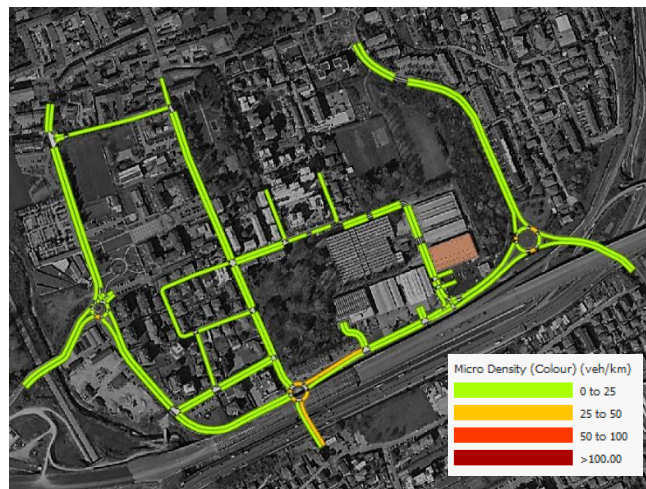 Micro Density (Colour) (veh/km)
0 to 25
25 to 50
50 to 100
>100.00